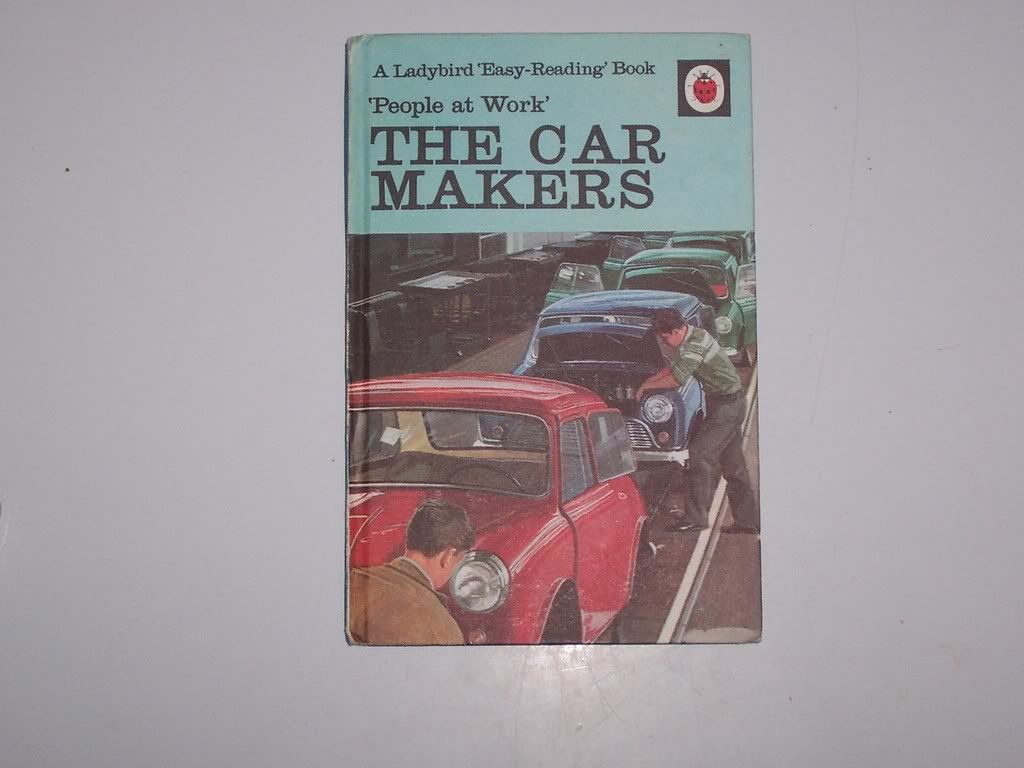 A Ladybird 'Easy-Reading' Book
'People at Work'
THE CAR
MAKERS